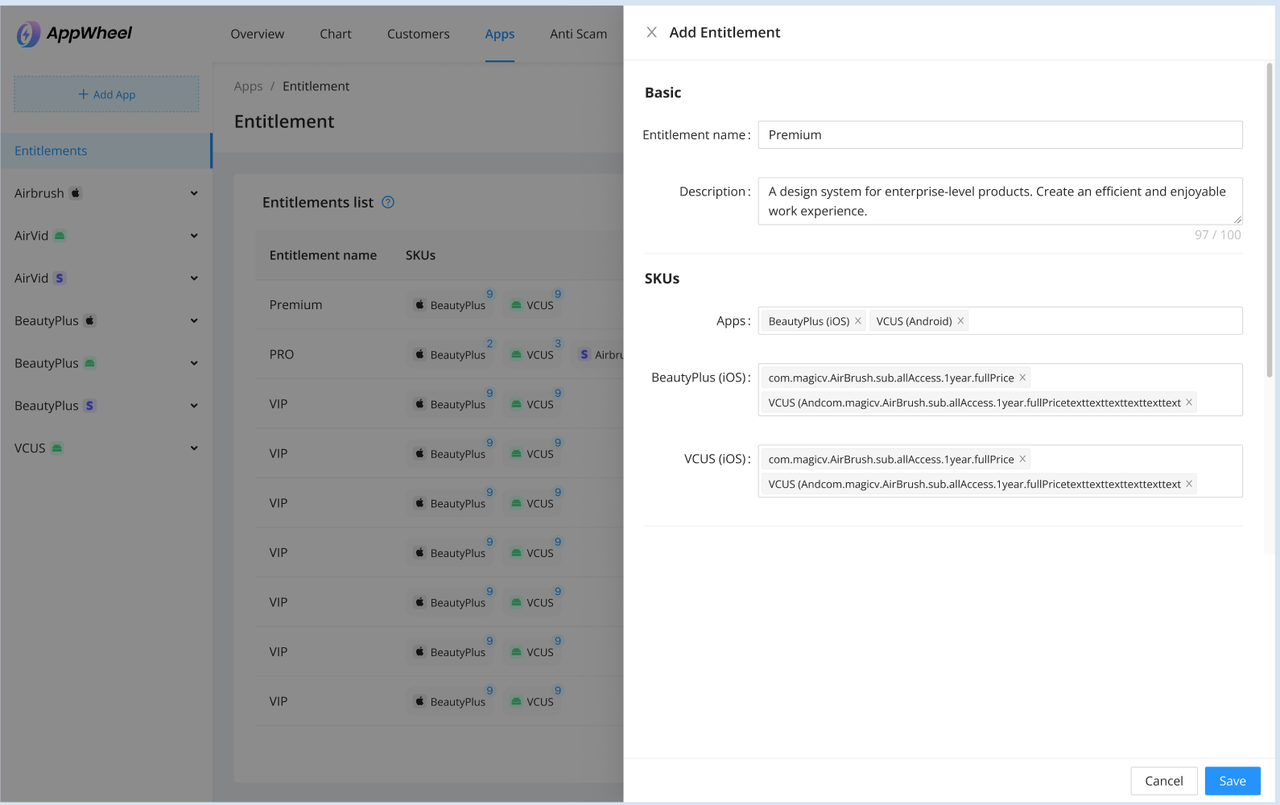 AppWheel
Overview Chart Customers Apps Anti Scam
+ Add App
Entitlements
Airbrush
AirVid
AirVid S
BeautyPlus
BeautyPlus
BeautyPlus S
VCUS
Apps / Entitlement
Entitlement
Entitlements list ?
Entitlement name SKUs
Premium BeautyPlus 9 VCUS 9
PRO BeautyPlus 2 VCUS 3 S Airbru
VIP BeautyPlus 9 VCUS 9
VIP BeautyPlus 9 VCUS 9
VIP BeautyPlus 9 VCUS 9
VIP BeautyPlus 9 VCUS 9
VIP BeautyPlus 9 VCUS 9
VIP BeautyPlus 9 VCUS 9
VIP BeautyPlus 9 VCUS 9
Add Entitlement
Basic
Entitlement name: Premium
Description: A design system for enterprise-level products. Create an efficient and enjoyable
work experience.
97 / 100
SKUs
Apps: BeautyPlus (iOS) × VCUS (Android) ×
BeautyPlus (iOS): com.magicv.AirBrush.sub.allAccess.1year.fullPrice ×
VCUS (Andcom.magicv.AirBrush.sub.allAccess.1year.fullPricetexttexttexttexttexttext ×
VCUS (iOS): com.magicv.AirBrush.sub.allAccess.1year.fullPrice ×
VCUS (Andcom.magicv.AirBrush.sub.allAccess.1year.fullPricetexttexttexttexttexttext ×
Cancel Save